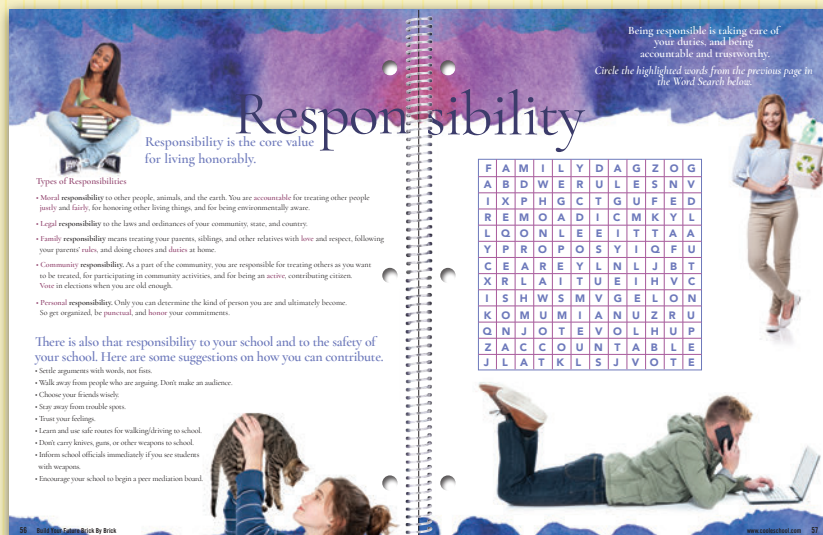 Being responsible is taking care of
your duties, and being
accountable and trustworthy.
Circle the highlighted words from the previous page in
the Word Search below.
Responsibility
Responsibility is the core value
for living honorably.
Types of Responsibilities
• Moral responsibility to other people, animals, and the earth. You are accountable for treating other people
justly and fairly, for honoring other living things, and for being environmentally aware.
• Legal responsibility to the laws and ordinances of your community, state, and country.
• Family responsibility means treating your parents, siblings, and other relatives with love and respect, following
your parents' rules, and doing chores and duties at home.
• Community responsibility. As a part of the community, you are responsible for treating others as you want
to be treated, for participating in community activities, and for being an active, contributing citizen.
Vote in elections when you are old enough.
• Personal responsibility. Only you can determine the kind of person you are and ultimately become.
So get organized, be punctual, and honor your commitments.
There is also that responsibility to your school and to the safety of
your school. Here are some suggestions on how you can contribute.
• Settle arguments with words, not fists.
• Walk away from people who are arguing. Don't make an audience.
• Choose your friends wisely.
• Stay away from trouble spots.
• Trust your feelings.
• Learn and use safe routes for walking/driving to school.
• Don't carry knives, guns, or other weapons to school.
• Inform school officials immediately if you see students
with weapons.
• Encourage your school to begin a peer mediation board.
56 Build Your Future Brick By Brick
F A M I L Y D A G Z O G
A B D W E R U L E S N V
I X P H G C T G U F E D
R E M O A D I C M K Y L
L Q O N L E E I T T A A
Y P R O P O S Y I Q F U
C E A R E Y L N L J B T
X R L A I T U E I H V C
I S H W S M V G E L O N
K O M U M I A N U Z R U
Q N J O T E V O L H U P
Z A C C O U N T A B L E
J L A T K L S J V O T E
www.cooleschool.com 57